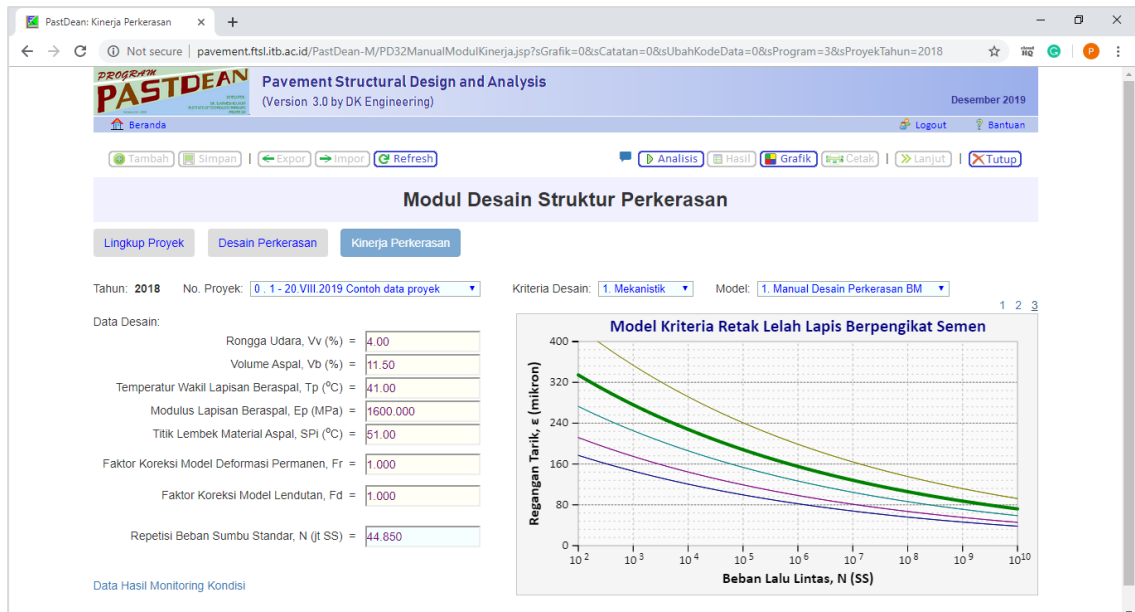 PastDean: Kinerja Perkerasan
Not secure | pavement.ftsl.itb.ac.id/PastDean-M/PD32ManualModulKinerja.jsp?sGrafik=0&sCatatan=0&sUbahKodeData=0&sProgram=3&sProyekTahun=2018
PROGRAM
PASTDEAN
Pavement Structural Design and Analysis
(Version 3.0 by DK Engineering)
Desember 2019
Beranda
Logout Bantuan
Tambah Simpan | Expor Impor Refresh
Analisis Hasil Grafik Cetak | Lanjut | Tutup
Modul Desain Struktur Perkerasan
Lingkup Proyek Desain Perkerasan Kinerja Perkerasan
Tahun: 2018 No. Proyek: 0 . 1 - 20.VIII.2019 Contoh data proyek
Kriteria Desain: 1. Mekanistik Model: 1. Manual Desain Perkerasan BM
1 2 3
Data Desain:
Rongga Udara, Vv (%) = 4.00
Volume Aspal, Vb (%) = 11.50
Temperatur Wakil Lapisan Beraspal, Tp (⁰C) = 41.00
Modulus Lapisan Beraspal, Ep (MPa) = 1600.000
Titik Lembek Material Aspal, SPi (⁰C) = 51.00
Faktor Koreksi Model Deformasi Permanen, Fr = 1.000
Faktor Koreksi Model Lendutan, Fd = 1.000
Repetisi Beban Sumbu Standar, N (jt SS) = 44.850
Data Hasil Monitoring Kondisi
Model Kriteria Retak Lelah Lapis Berpengikat Semen
Regangan Tarik, ε (mikron)
400
320
240
160
80
0
10² 10³ 10⁴ 10⁵ 10⁶ 10⁷ 10⁸ 10⁹ 10¹⁰
Beban Lalu Lintas, N (SS)